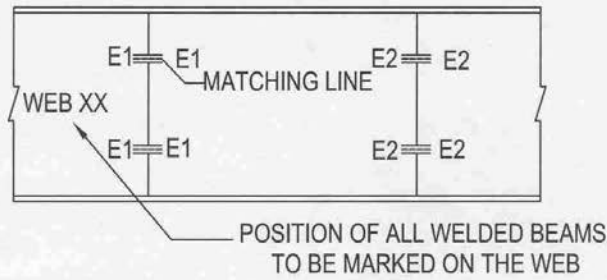 E1 E1 E2 E2
MATCHING LINE
WEB XX
E1 E1 E2 E2
POSITION OF ALL WELDED BEAMS
TO BE MARKED ON THE WEB